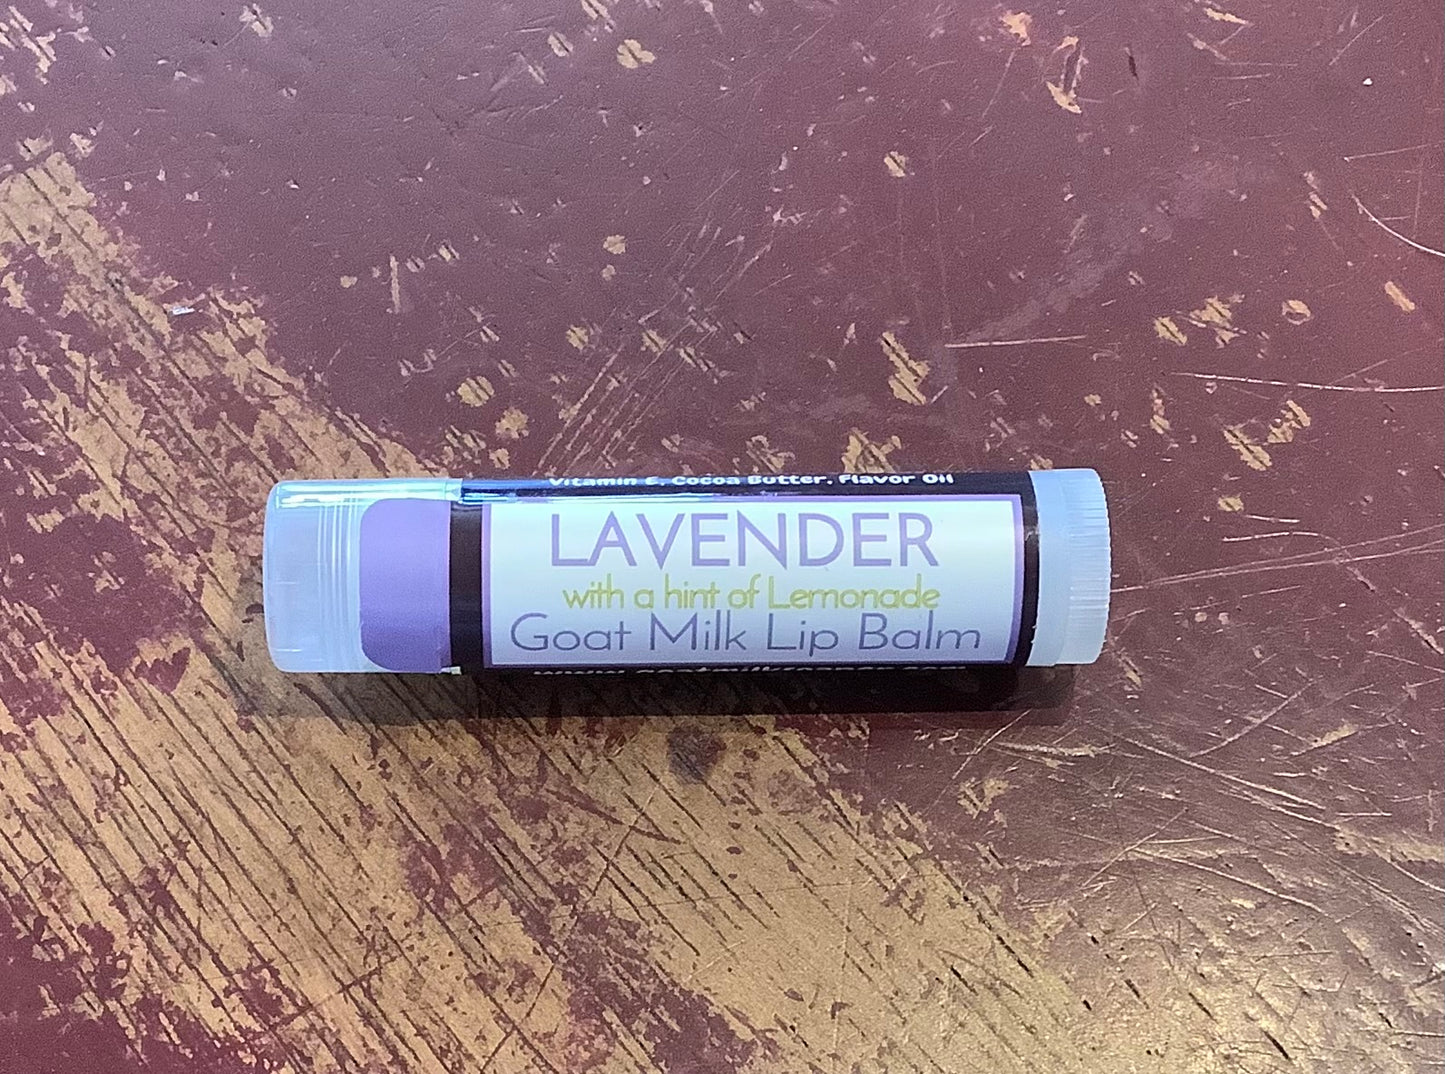 Vitamin E, Cocoa Butter, Flavor Oil
LAVENDER
with a hint of Lemonade
Goat Milk Lip Balm